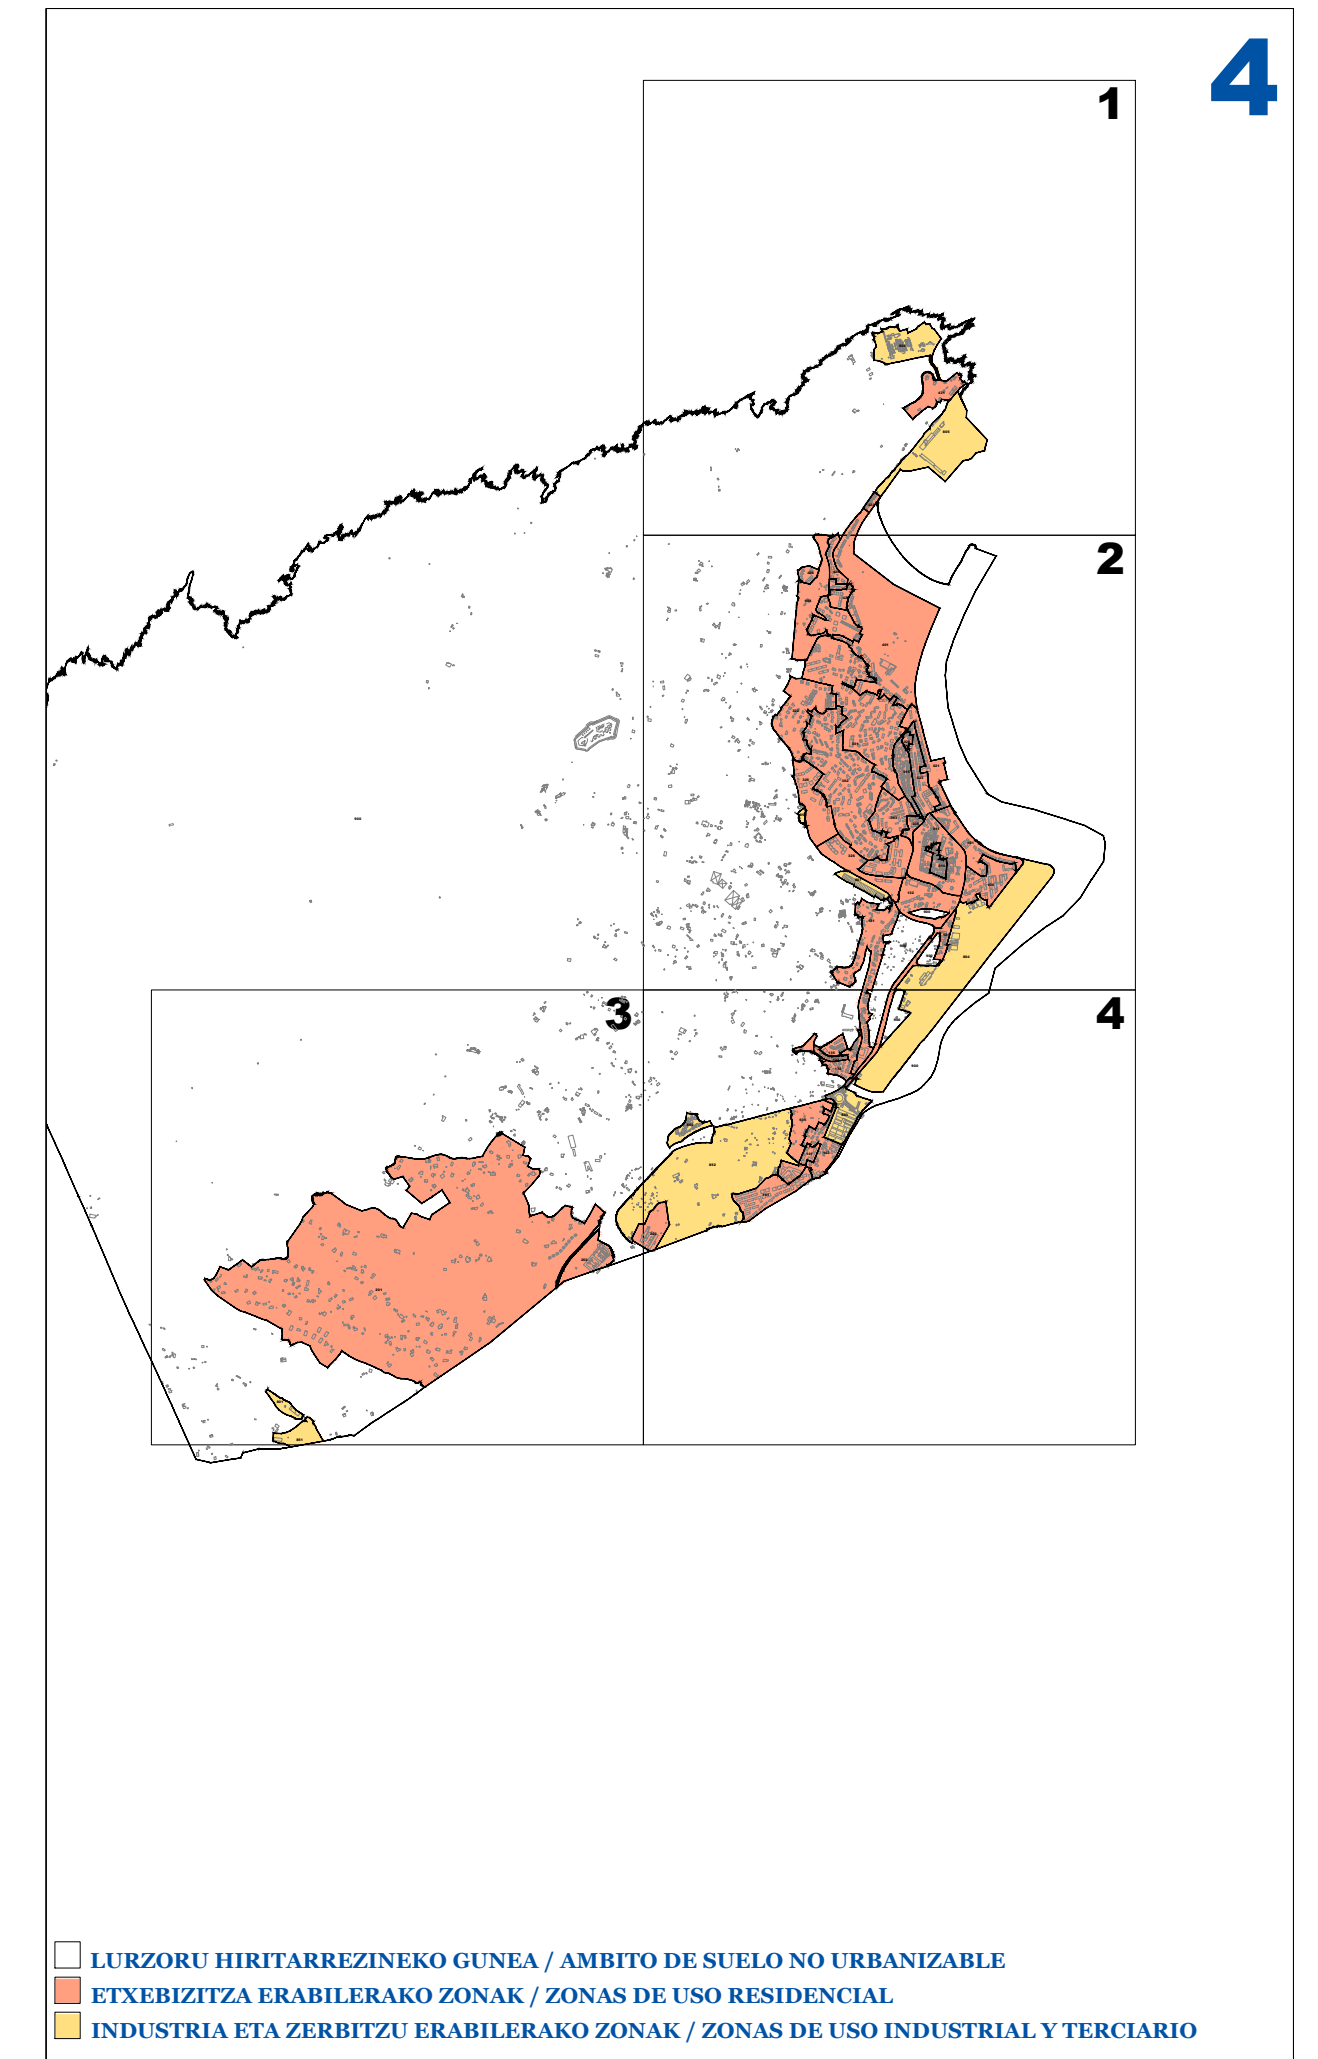 4
1
2
3
4
LURZORU HIRITARREZINEKO GUNEA / AMBITO DE SUELO NO URBANIZABLE
ETXEBIZITZA ERABILERAKO ZONAK / ZONAS DE USO RESIDENCIAL
INDUSTRIA ETA ZERBITZU ERABILERAKO ZONAK / ZONAS DE USO INDUSTRIAL Y TERCIARIO